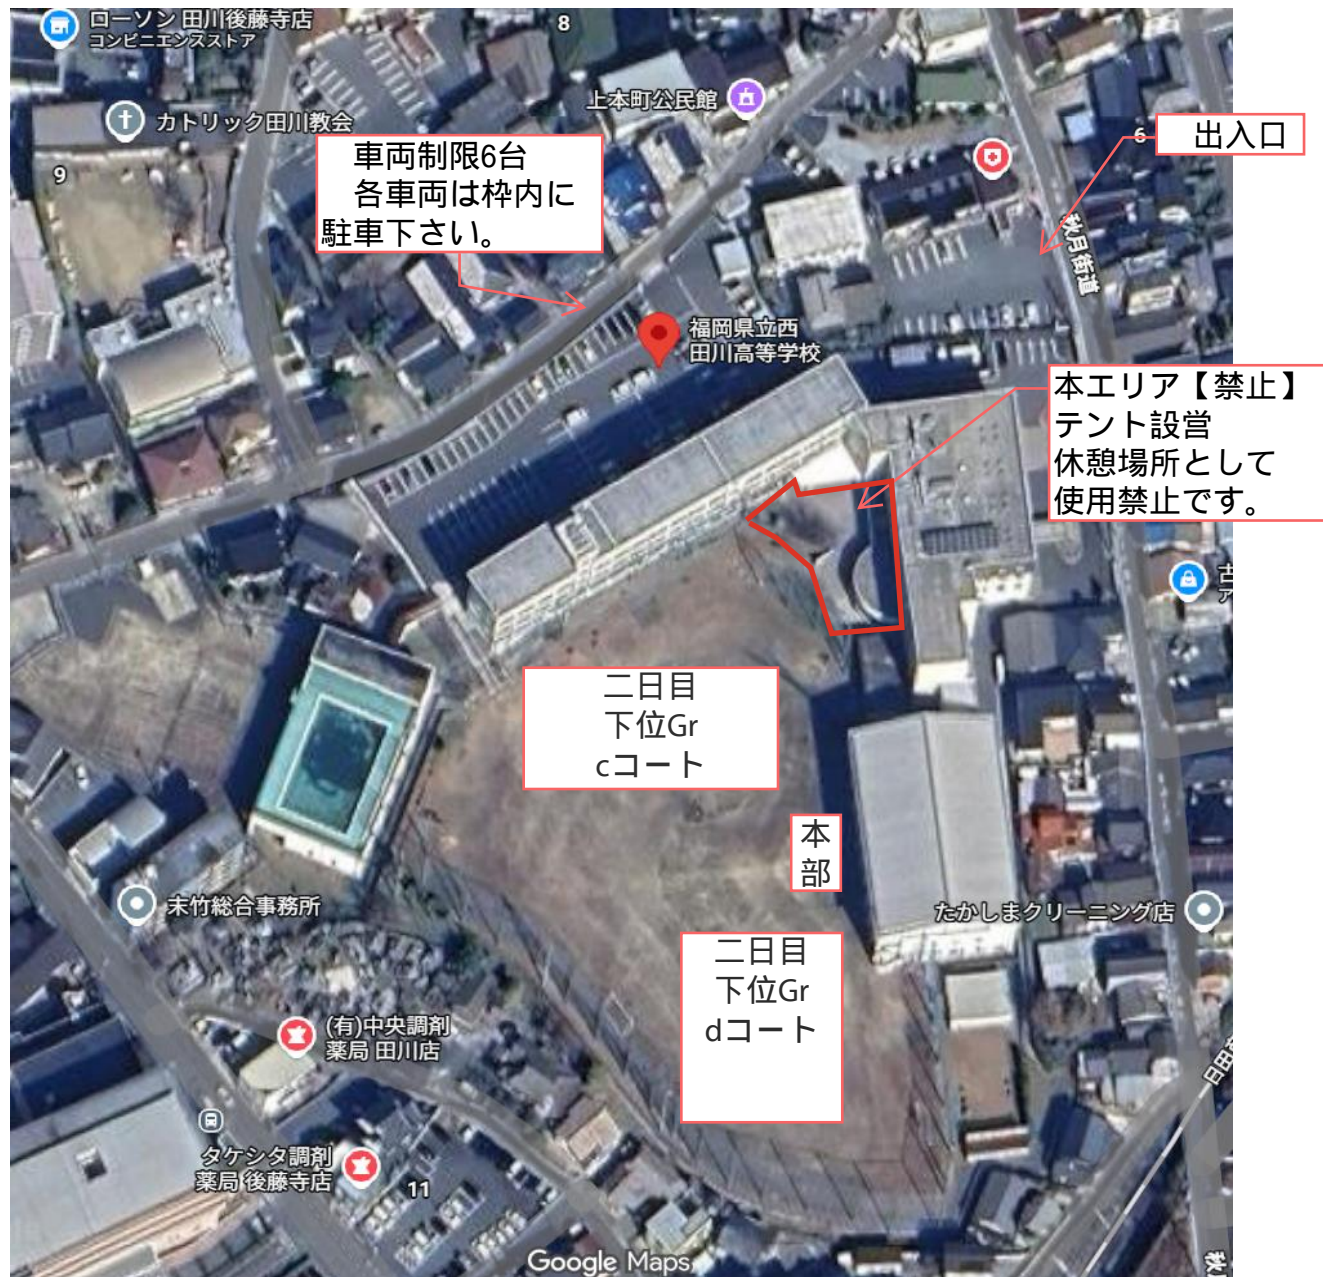 ローソン 田川後藤寺店
コンビニエンスストア
8
上本町公民館
カトリック田川教会
9
6
出入口
車両制限6台
各車両は枠内に
駐車下さい。
秋月街道
福岡県立西
田川高等学校
本エリア【禁止】
テント設営
休憩場所として
使用禁止です。
古
ア
二日目
下位Gr
cコート
本
部
末竹総合事務所
たかしまクリーニング店
二日目
下位Gr
dコート
(有)中央調剤
薬局 田川店
日田
タケシタ調剤
薬局 後藤寺店
11
Google Maps
秋